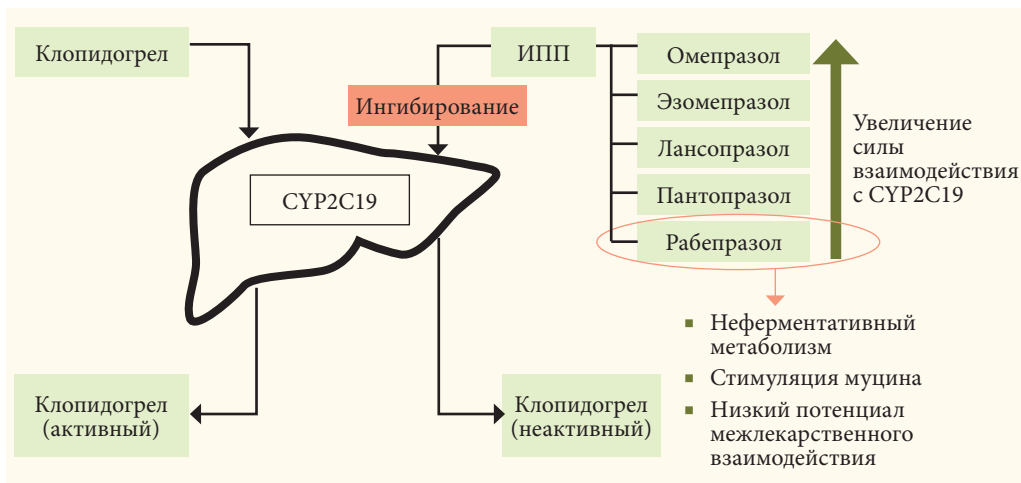 Клопидогрел
ИПП
Ингибирование
CYP2C19
Омепразол
Эзомепразол
Лансопразол
Пантопразол
Рабепразол
Увеличение
силы
взаимодействия
с CYP2C19
Клопидогрел
(активный)
Клопидогрел
(неактивный)
▪ Неферментативный
метаболизм
▪ Стимуляция муцина
▪ Низкий потенциал
межлекарственного
взаимодействия